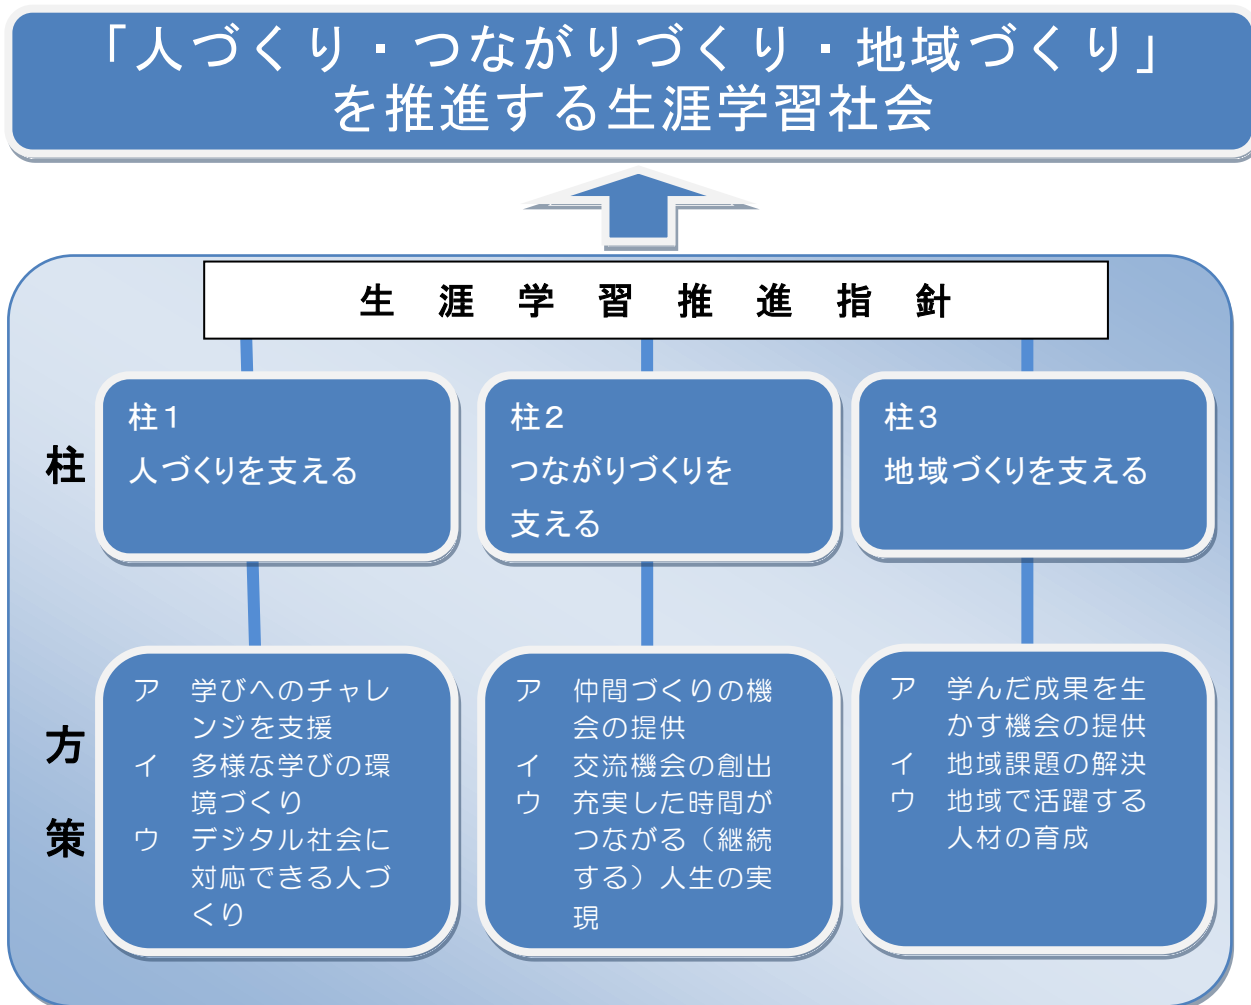 「人づくり・つながりづくり・地域づくり」
を推進する生涯学習社会
生涯学習推進指針
柱
柱１
人づくりを支える
柱２
つながりづくりを
支える
柱３
地域づくりを支える
方
策
ア　学びへのチャレ
ンジを支援
イ　多様な学びの環
境づくり
ウ　デジタル社会に
対応できる人づ
くり
ア　仲間づくりの機
会の提供
イ　交流機会の創出
ウ　充実した時間が
つながる（継続
する）人生の実
現
ア　学んだ成果を生
かす機会の提供
イ　地域課題の解決
ウ　地域で活躍する
人材の育成